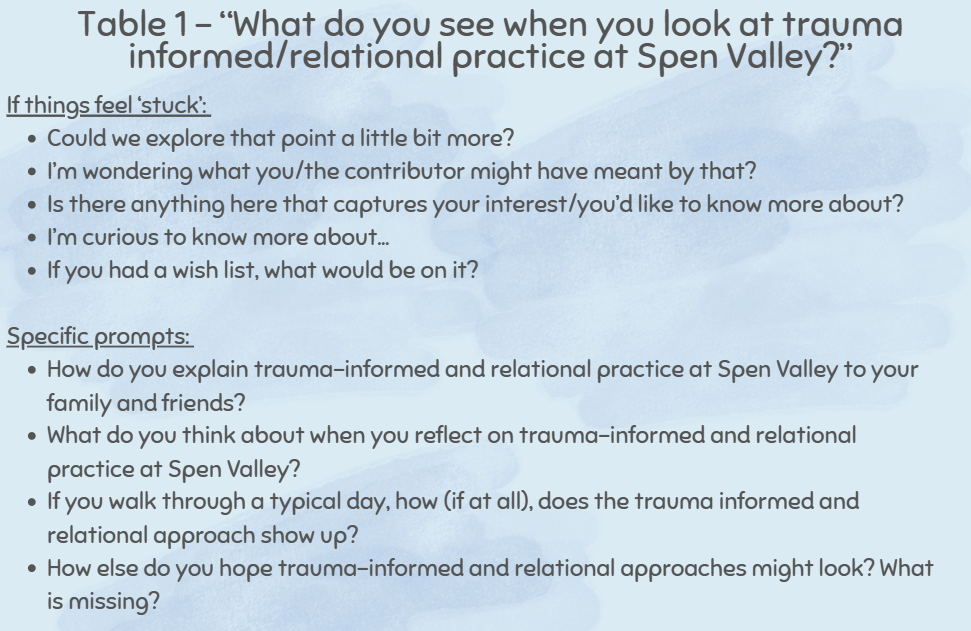 Table 1 – “What do you see when you look at trauma
informed/relational practice at Spen Valley?”
If things feel ‘stuck’:
• Could we explore that point a little bit more?
• I’m wondering what you/the contributor might have meant by that?
• Is there anything here that captures your interest/you’d like to know more about?
• I’m curious to know more about...
• If you had a wish list, what would be on it?
Specific prompts:
• How do you explain trauma-informed and relational practice at Spen Valley to your
family and friends?
• What do you think about when you reflect on trauma-informed and relational
practice at Spen Valley?
• If you walk through a typical day, how (if at all), does the trauma informed and
relational approach show up?
• How else do you hope trauma-informed and relational approaches might look? What
is missing?